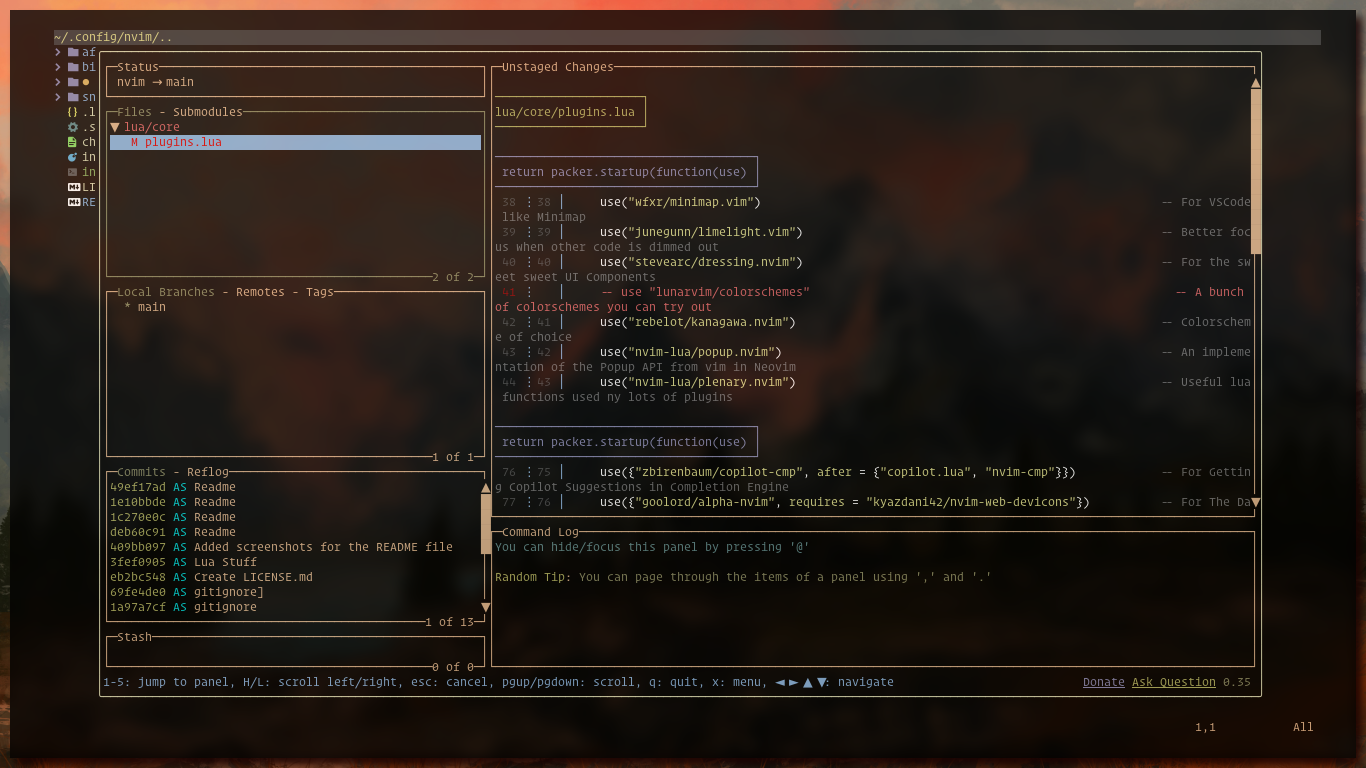 ~/.config/nvim/..
af
bi
sn
.l
.s
ch
in
in
LI
RE
Status
nvim → main
Files - Submodules
▼ lua/core
M plugins.lua
2 of 2
Local Branches - Remotes - Tags
* main
1 of 1
Commits - Reflog
49ef17ad AS Readme
1e10bbde AS Readme
1c270e0c AS Readme
deb60c91 AS Readme
409bb097 AS Added screenshots for the README file
3fef0905 AS Lua Stuff
eb2bc548 AS Create LICENSE.md
69fe4de0 AS gitignore]
1a97a7cf AS gitignore
1 of 13
Stash
0 of 0
Unstaged Changes
lua/core/plugins.lua
return packer.startup(function(use)
38 ⋮ 38 │ use("wfxr/minimap.vim") -- For VSCode
like Minimap
39 ⋮ 39 │ use("junegunn/limelight.vim") -- Better foc
us when other code is dimmed out
40 ⋮ 40 │ use("stevearc/dressing.nvim") -- For the sw
eet sweet UI Components
41 ⋮ │ -- use "lunarvim/colorschemes" -- A bunch
of colorschemes you can try out
42 ⋮ 41 │ use("rebelot/kanagawa.nvim") -- Colorschem
e of choice
43 ⋮ 42 │ use("nvim-lua/popup.nvim") -- An impleme
ntation of the Popup API from vim in Neovim
44 ⋮ 43 │ use("nvim-lua/plenary.nvim") -- Useful lua
functions used ny lots of plugins
return packer.startup(function(use)
76 ⋮ 75 │ use({"zbirenbaum/copilot-cmp", after = {"copilot.lua", "nvim-cmp"}}) -- For Gettin
g Copilot Suggestions in completion Engine
77 ⋮ 76 │ use({"goolord/alpha-nvim", requires = "kyazdani42/nvim-web-devicons"}) -- For The Da
Command Log
You can hide/focus this panel by pressing '@'
Random Tip: You can page through the items of a panel using ',' and '.'
1-5: jump to panel, H/L: scroll left/right, esc: cancel, pgup/pgdown: scroll, q: quit, x: menu, ◄ ► ▲ ▼: navigate
Donate Ask Question 0.35
1,1 All